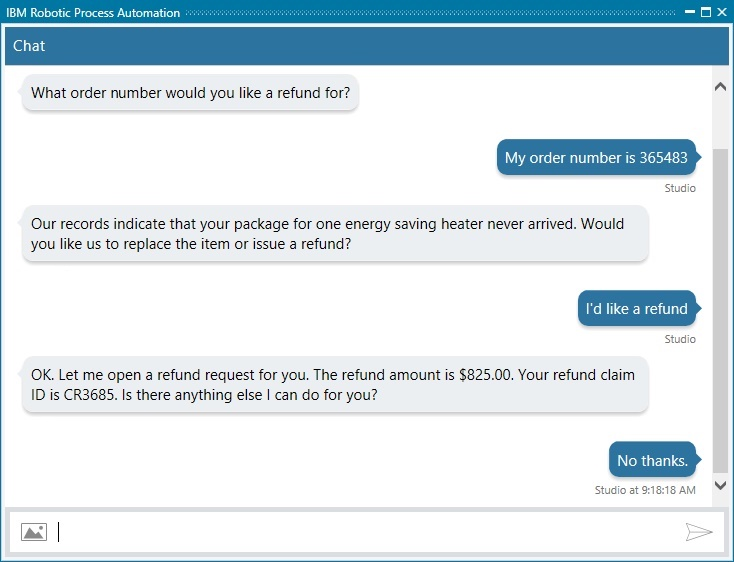 IBM Robotic Process Automation
Chat
What order number would you like a refund for?
My order number is 365483
Studio
Our records indicate that your package for one energy saving heater never arrived. Would
you like us to replace the item or issue a refund?
I'd like a refund
Studio
OK. Let me open a refund request for you. The refund amount is $825.00. Your refund claim
ID is CR3685. Is there anything else I can do for you?
No thanks.
Studio at 9:18:18 AM